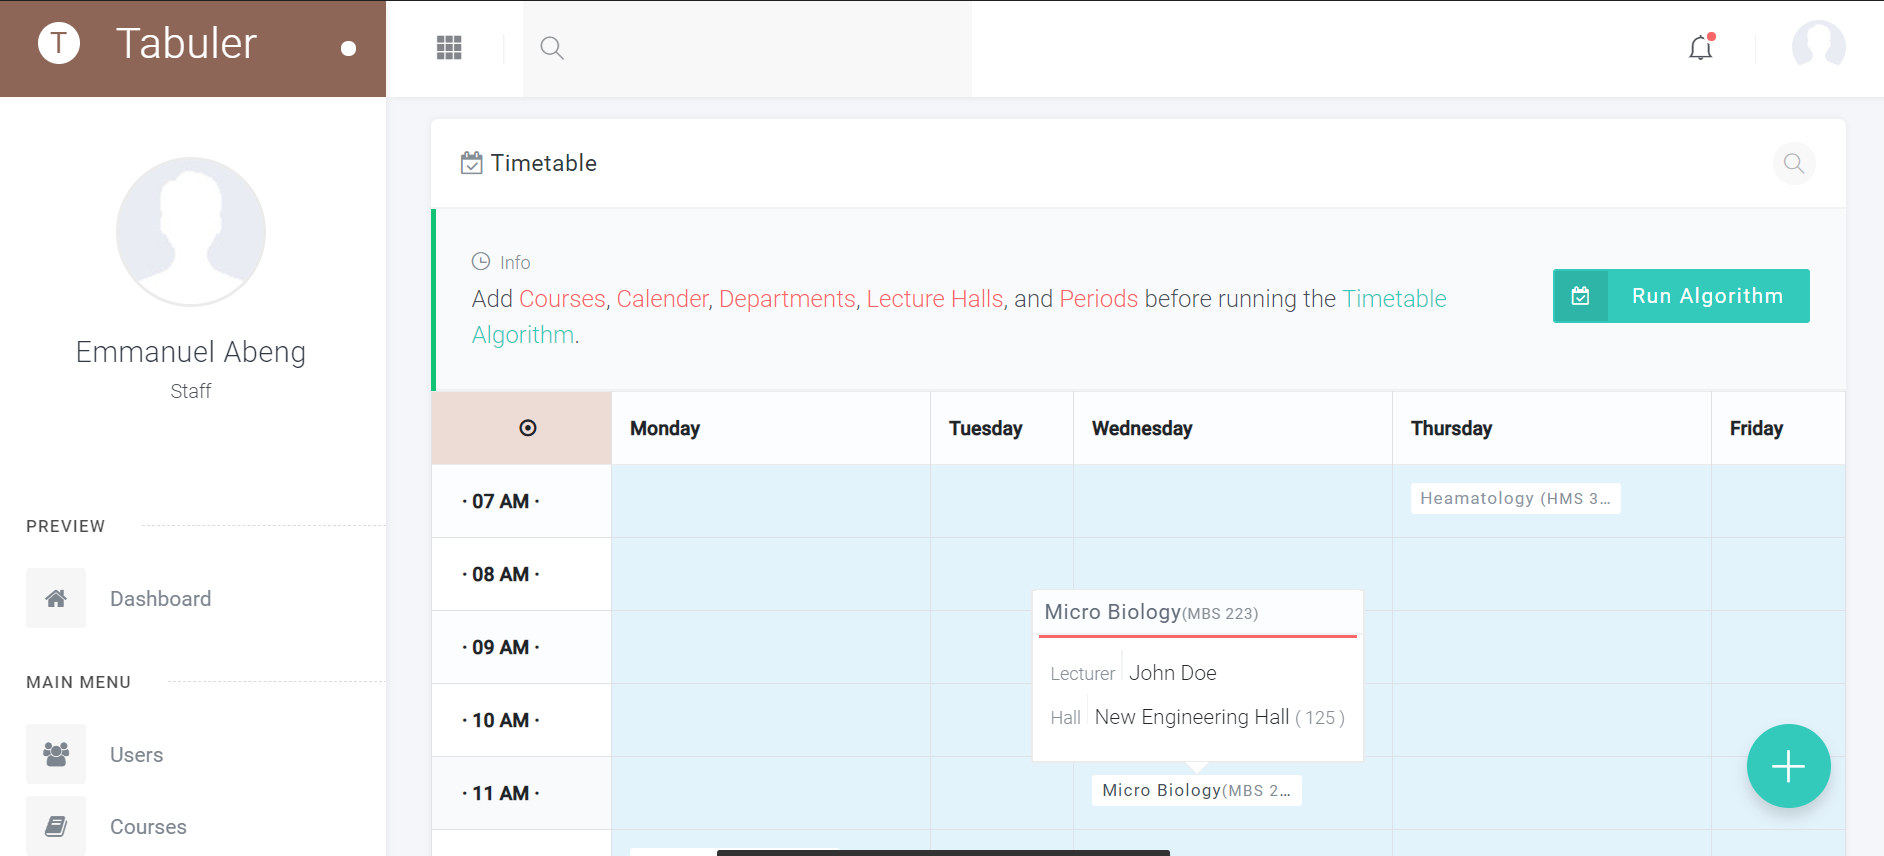 T Tabuler
Timetable
Emmanuel Abeng
Staff
PREVIEW
Dashboard
MAIN MENU
Users
Courses
Info
Add Courses, Calender, Departments, Lecture Halls, and Periods before running the Timetable
Algorithm.
Run Algorithm
Monday Tuesday Wednesday Thursday Friday
· 07 AM ·
Heamatology (HMS 3...
· 08 AM ·
· 09 AM ·
· 10 AM ·
· 11 AM ·
Micro Biology(MBS 223)
Lecturer John Doe
Hall New Engineering Hall ( 125 )
Micro Biology(MBS 2...